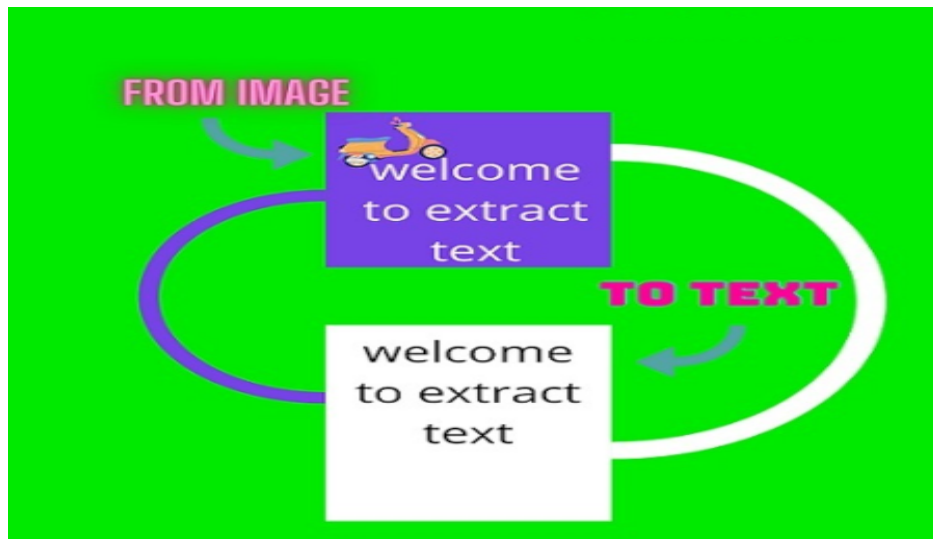 FROM IMAGE
welcome
to extract
text
TO TEXT
welcome
to extract
text